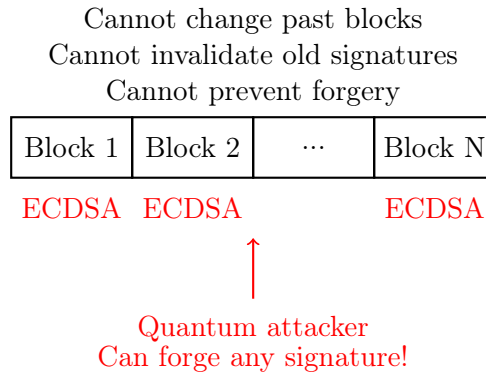 Cannot change past blocks
Cannot invalidate old signatures
Cannot prevent forgery
Block 1 Block 2 ... Block N
ECDSA ECDSA ECDSA
Quantum attacker
Can forge any signature!